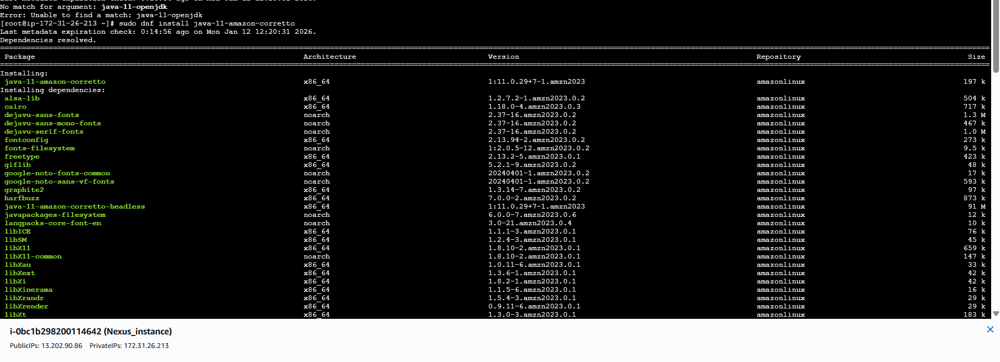 No match for argument: java-11-openjdk
Error: Unable to find a match: java-11-openjdk
[root@ip-172-31-26-213 ~]# sudo dnf install java-11-amazon-corretto
Last metadata expiration check: 0:14:56 ago on Mon Jan 12 12:20:31 2026.
Dependencies resolved.
Package Architecture Version Repository Size
Installing:
java-11-amazon-corretto x86_64 1:11.0.29+7-1.amzn2023 amazonlinux 197 k
Installing dependencies:
alsa-lib x86_64 1.2.7.2-1.amzn2023.0.2 amazonlinux 504 k
cairo x86_64 1.18.0-4.amzn2023.0.3 amazonlinux 717 k
dejavu-sans-fonts noarch 2.37-16.amzn2023.0.2 amazonlinux 1.3 M
dejavu-sans-mono-fonts noarch 2.37-16.amzn2023.0.2 amazonlinux 467 k
dejavu-serif-fonts noarch 2.37-16.amzn2023.0.2 amazonlinux 1.0 M
fontconfig x86_64 2.13.94-2.amzn2023.0.2 amazonlinux 273 k
fonts-filesystem noarch 1:2.0.5-12.amzn2023.0.2 amazonlinux 9.5 k
freetype x86_64 2.13.2-5.amzn2023.0.1 amazonlinux 423 k
giflib x86_64 5.2.1-9.amzn2023.0.2 amazonlinux 48 k
google-noto-fonts-common noarch 20240401-1.amzn2023.0.2 amazonlinux 17 k
google-noto-sans-vf-fonts noarch 20240401-1.amzn2023.0.2 amazonlinux 593 k
graphite2 x86_64 1.3.14-7.amzn2023.0.2 amazonlinux 97 k
harfbuzz x86_64 7.0.0-2.amzn2023.0.2 amazonlinux 873 k
java-11-amazon-corretto-headless x86_64 1:11.0.29+7-1.amzn2023 amazonlinux 91 M
javapackages-filesystem noarch 6.0.0-7.amzn2023.0.6 amazonlinux 12 k
langpacks-core-font-en noarch 3.0-21.amzn2023.0.4 amazonlinux 10 k
libICE x86_64 1.1.1-3.amzn2023.0.1 amazonlinux 76 k
libSM x86_64 1.2.4-3.amzn2023.0.1 amazonlinux 45 k
libX11 x86_64 1.8.10-2.amzn2023.0.1 amazonlinux 659 k
libX11-common noarch 1.8.10-2.amzn2023.0.1 amazonlinux 147 k
libXau x86_64 1.0.11-6.amzn2023.0.1 amazonlinux 33 k
libXext x86_64 1.3.6-1.amzn2023.0.1 amazonlinux 42 k
libXi x86_64 1.8.2-1.amzn2023.0.1 amazonlinux 42 k
libXinerama x86_64 1.1.5-6.amzn2023.0.1 amazonlinux 16 k
libXrandr x86_64 1.5.4-3.amzn2023.0.1 amazonlinux 29 k
libXrender x86_64 0.9.11-6.amzn2023.0.1 amazonlinux 29 k
libXt x86_64 1.3.0-3.amzn2023.0.1 amazonlinux 183 k
i-0bc1b298200114642 (Nexus_instance)
PublicIPs: 13.202.90.86 PrivateIPs: 172.31.26.213